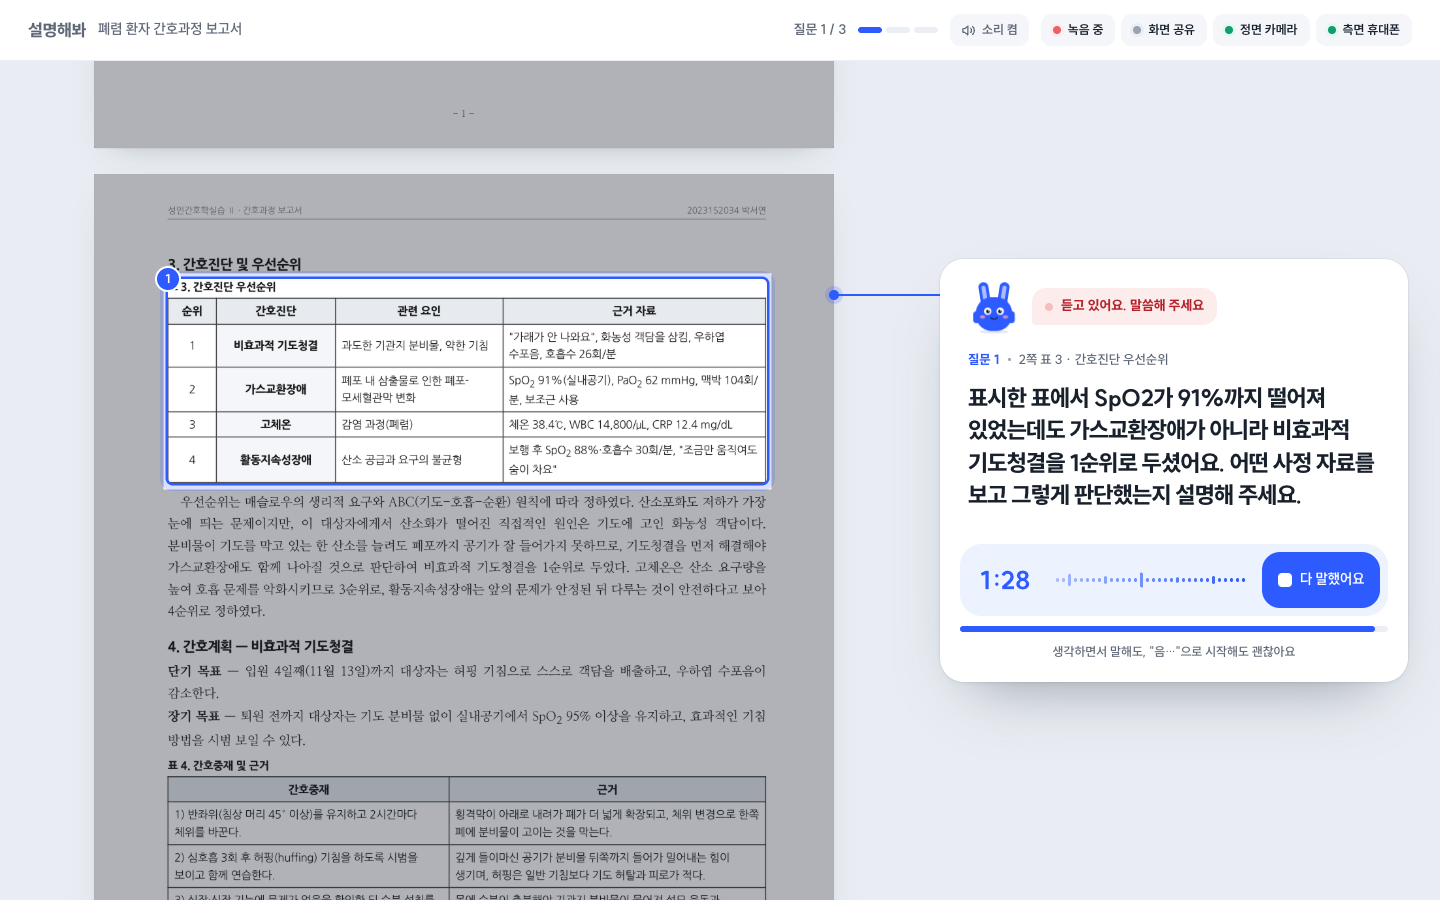 설명해봐 폐렴 환자 간호과정 보고서
질문 1 / 3
소리 켬
녹음 중
화면 공유
정면 카메라
측면 휴대폰
- 1 -
성인간호학실습 Ⅱ · 간호과정 보고서
2023152034 박서연
3. 간호진단 및 우선순위
1
3. 간호진단 우선순위
순위 간호진단 관련 요인 근거 자료
1 비효과적 기도청결 과도한 기관지 분비물, 약한 기침 "가래가 안 나와요", 화농성 객담을 삼킴, 우하엽
수포음, 호흡수 26회/분
2 가스교환장애 폐포 내 삼출물로 인한 폐포-
모세혈관막 변화
SpO2 91%(실내공기), PaO2 62 mmHg, 맥박 104회/
분, 보조근 사용
3 고체온 감염 과정(폐렴) 체온 38.4℃, WBC 14,800/μL, CRP 12.4 mg/dL
4 활동지속성장애 산소 공급과 요구의 불균형 보행 후 SpO2 88%·호흡수 30회/분, "조금만 움직여도
숨이 차요"
우선순위는 매슬로우의 생리적 요구와 ABC(기도-호흡-순환) 원칙에 따라 정하였다. 산소포화도 저하가 가장
눈에 띄는 문제이지만, 이 대상자에게서 산소화가 떨어진 직접적인 원인은 기도에 고인 화농성 객담이다.
분비물이 기도를 막고 있는 한 산소를 늘려도 폐포까지 공기가 잘 들어가지 못하므로, 기도청결을 먼저 해결해야
가스교환장애도 함께 나아질 것으로 판단하여 비효과적 기도청결을 1순위로 두었다. 고체온은 산소 요구량을
높여 호흡 문제를 악화시키므로 3순위로, 활동지속성장애는 앞의 문제가 안정된 뒤 다루는 것이 안전하다고 보아
4순위로 정하였다.
4. 간호계획 — 비효과적 기도청결
단기 목표 — 입원 4일째(11월 13일)까지 대상자는 허핑 기침으로 스스로 객담을 배출하고, 우하엽 수포음이
감소한다.
장기 목표 — 퇴원 전까지 대상자는 기도 분비물 없이 실내공기에서 SpO2 95% 이상을 유지하고, 효과적인 기침
방법을 시범 보일 수 있다.
표 4. 간호중재 및 근거
간호중재 근거
1) 반좌위(침상 머리 45° 이상)를 유지하고 2시간마다
체위를 바꾼다.
횡격막이 아래로 내려가 폐가 더 넓게 확장되고, 체위 변경으로 한쪽
폐에 분비물이 고이는 것을 막는다.
2) 심호흡 3회 후 허핑(huffing) 기침을 하도록 시범을
보이고 함께 연습한다.
깊게 들이마신 공기가 분비물 뒤쪽까지 들어가 밀어내는 힘이
생기며, 허핑은 일반 기침보다 기도 허탈과 피로가 적다.
듣고 있어요. 말씀해 주세요
질문 1 • 2쪽 표 3 · 간호진단 우선순위
표시한 표에서 SpO2가 91%까지 떨어져
있었는데도 가스교환장애가 아니라 비효과적
기도청결을 1순위로 두셨어요. 어떤 사정 자료를
보고 그렇게 판단했는지 설명해 주세요.
1:28
다 말했어요
생각하면서 말해도, "음…"으로 시작해도 괜찮아요